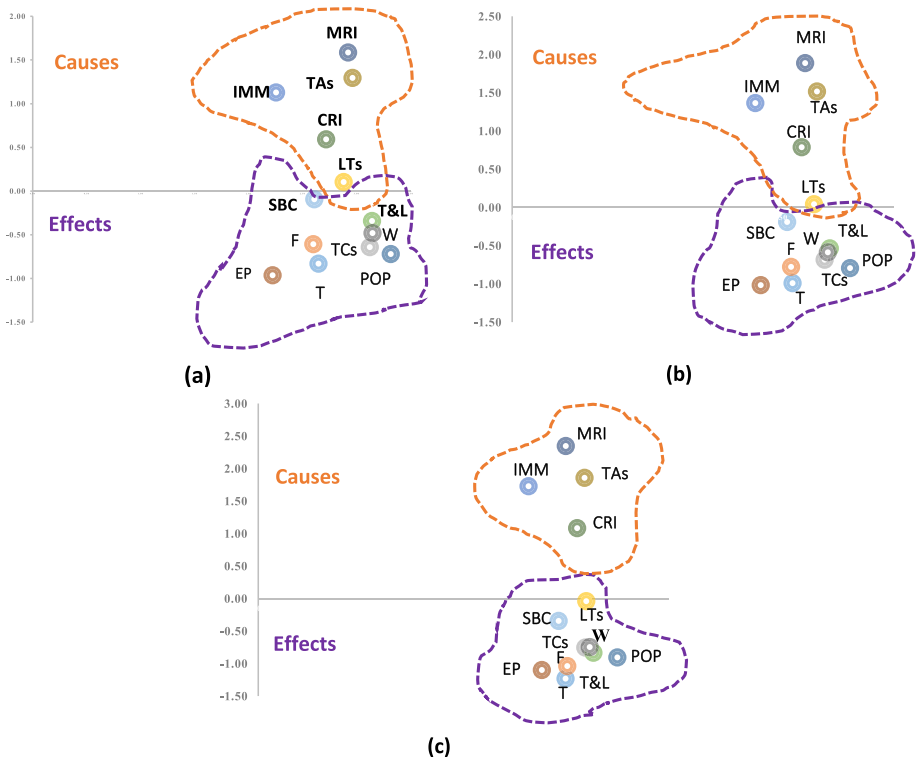 2.00
MRI
1.50
Causes
TAs
IMM
1.00
CRI
0.50
LTs
0.00
SBC
T&L
Effects
-0.50
F
W
TCs
EP
POP
-1.00
T
-1.50
(a)
2.50
MRI
2.00
Causes
IMM
1.50
TAs
CRI
1.00
0.50
LTs
0.00
SBC
W
T&L
Effects
-0.50
F
POP
TCs
EP
-1.00
T
-1.50
(b)
3.00
2.50
MRI
IMM
TAs
2.00
Causes
1.50
CRI
1.00
0.50
0.00
LTs
SBC
-0.50
W
Effects
TCs
F
POP
EP
-1.00
T&L
T
-1.50
(c)